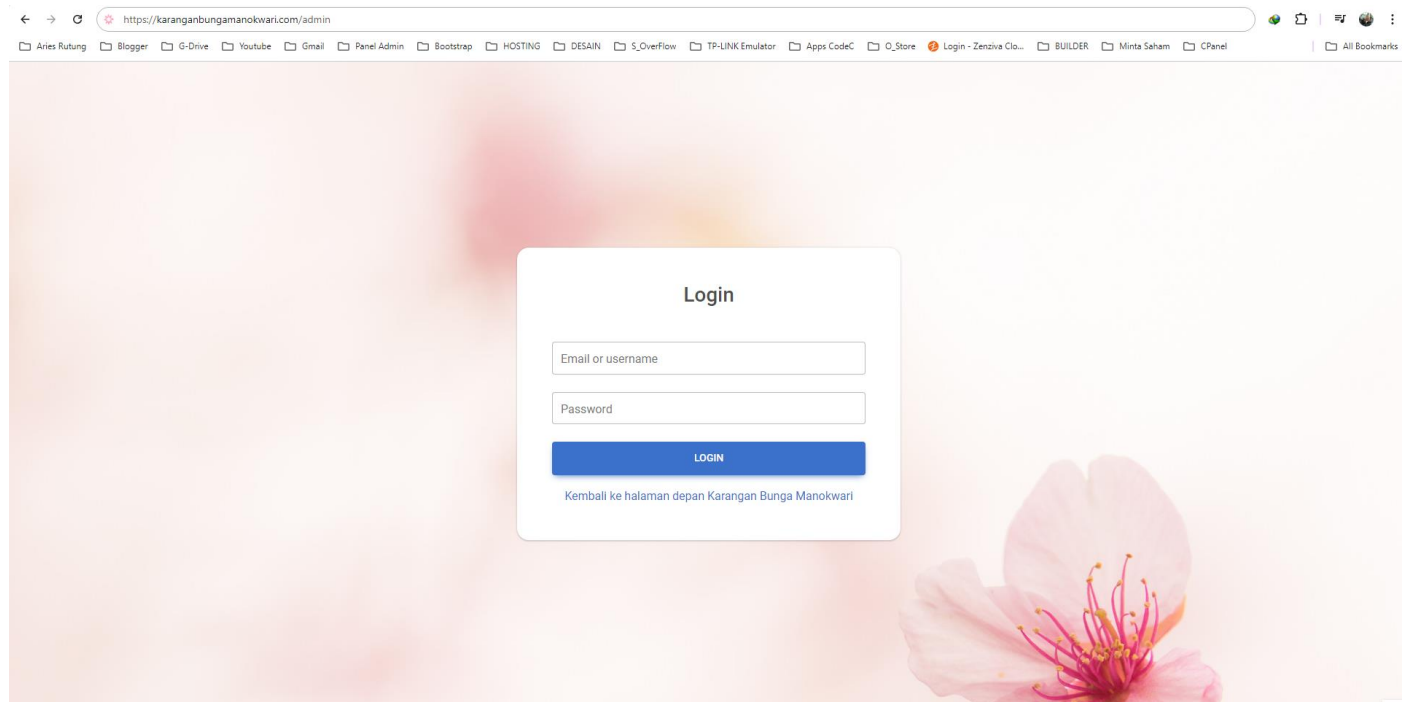 https://karanganbungamanokwari.com/admin
Aries Rutung Blogger G-Drive Youtube Gmail Panel Admin Bootstrap HOSTING DESAIN S_OverFlow TP-LINK Emulator Apps CodeC O_Store Login - Zenziva Clo... BUILDER Minta Saham CPanel All Bookmarks
Login
Email or username
Password
LOGIN
Kembali ke halaman depan Karangan Bunga Manokwari